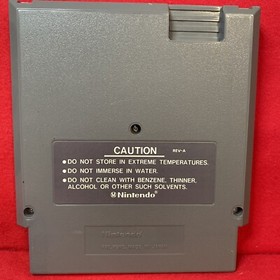 CAUTION REV-A
● DO NOT STORE IN EXTREME TEMPERATURES.
● DO NOT IMMERSE IN WATER.
● DO NOT CLEAN WITH BENZENE, THINNER,
ALCOHOL OR OTHER SUCH SOLVENTS.
Nintendo